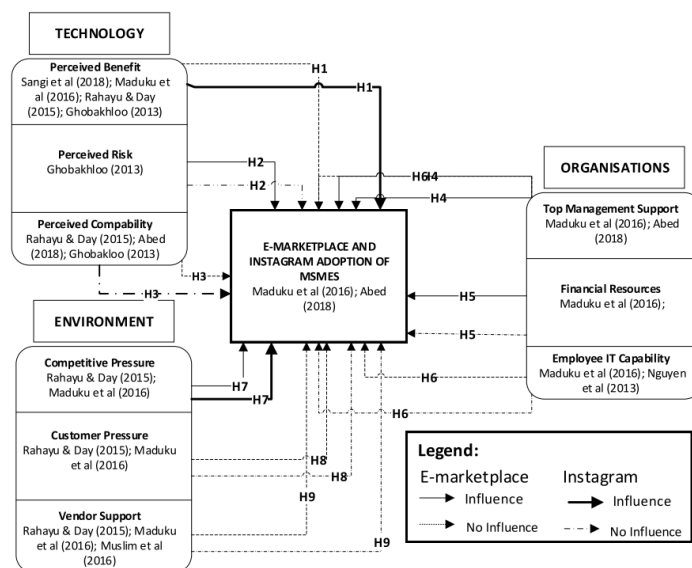 TECHNOLOGY
Perceived Benefit
Sangi et al (2018); Maduku et
al (2016); Rahayu & Day
(2015); Ghobakhloo (2013)
Perceived Risk
Ghobakhloo (2013)
Perceived Compability
Rahayu & Day (2015); Abed
(2018); Ghobakloo (2013)
H1
H1
H2
H2
H3
H3
H6
H4
H4
E-MARKETPLACE AND
INSTAGRAM ADOPTION OF
MSMES
Maduku et al (2016); Abed
(2018)
ORGANISATIONS
Top Management Support
Maduku et al (2016); Abed
(2018)
Financial Resources
Maduku et al (2016);
Employee IT Capability
Maduku et al (2016); Nguyen
et al (2013)
H5
H5
H6
H6
ENVIRONMENT
Competitive Pressure
Rahayu & Day (2015);
Maduku et al (2016)
Customer Pressure
Rahayu & Day (2015); Maduku
et al (2016)
Vendor Support
Rahayu & Day (2015); Maduku
et al (2016); Muslim et al
(2016)
H7
H7
H8
H8
H9
H9
Legend:
E-marketplace
Instagram
Influence
Influence
No Influence
No Influence